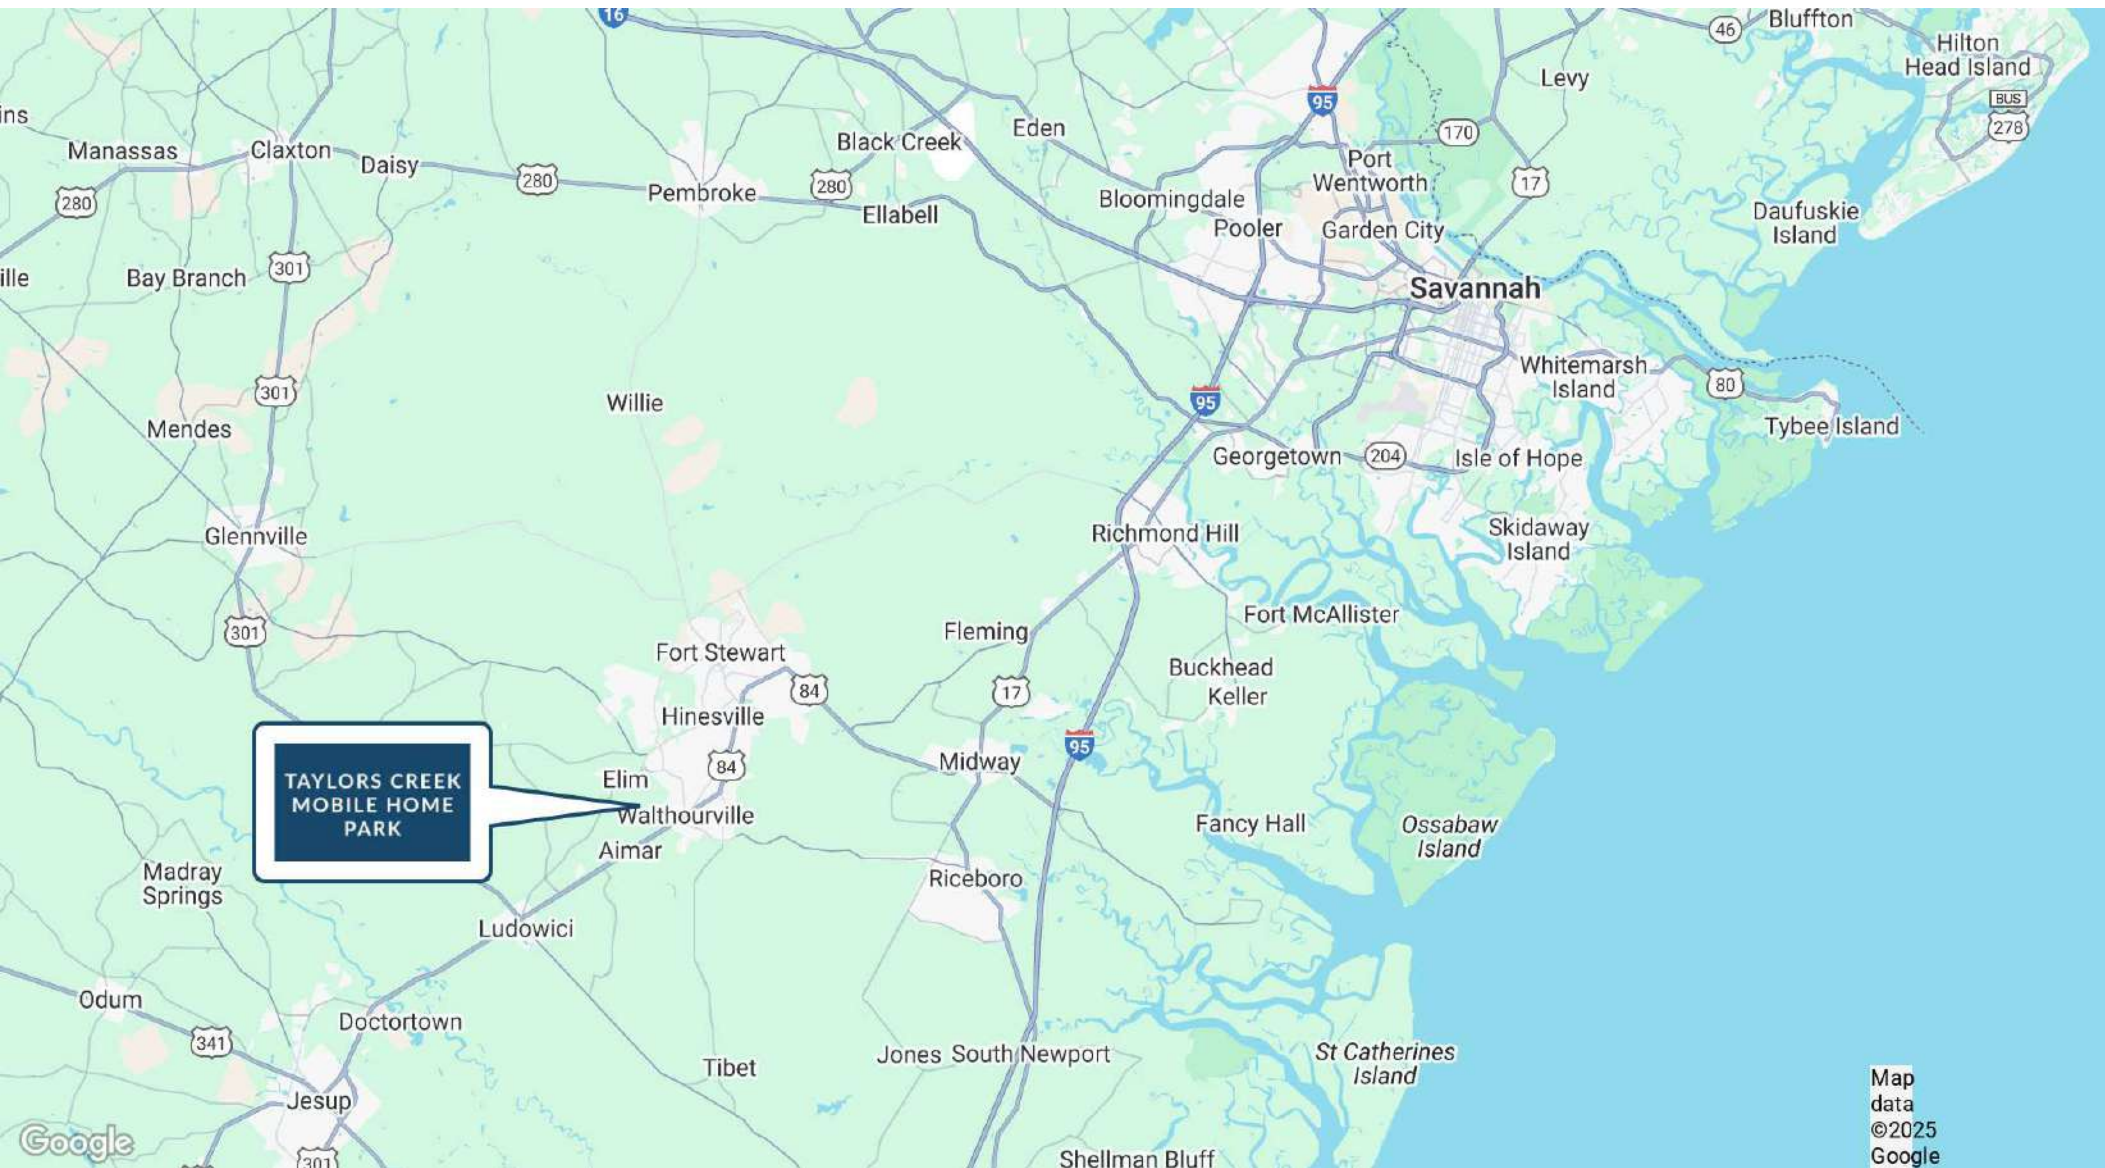 16
46
Bluffton
Hilton
Head Island
Levy
95
BUS
278
ins
Manassas
Claxton
Daisy
Black Creek
Eden
170
Port
Wentworth
280
280
280
Pembroke
Ellabell
Bloomingdale
17
Pooler
Garden City
Daufuskie
Island
ille
Bay Branch
301
Savannah
Whitemarsh
Island
80
301
Willie
95
Mendes
Tybee Island
Georgetown
204
Isle of Hope
Glennville
Richmond Hill
Skidaway
Island
301
Fort McAllister
Fleming
Fort Stewart
84
17
Buckhead
Keller
Hinesville
95
Midway
84
Elim
TAYLORS CREEK
MOBILE HOME
PARK
Walthourville
Fancy Hall
Ossabaw
Island
Aimar
Madray
Springs
Riceboro
Ludowici
Odum
Doctortown
341
Tibet
Jones
South Newport
St Catherines
Island
Jesup
301
Shellman Bluff
Google
Map
data
©2025
Google